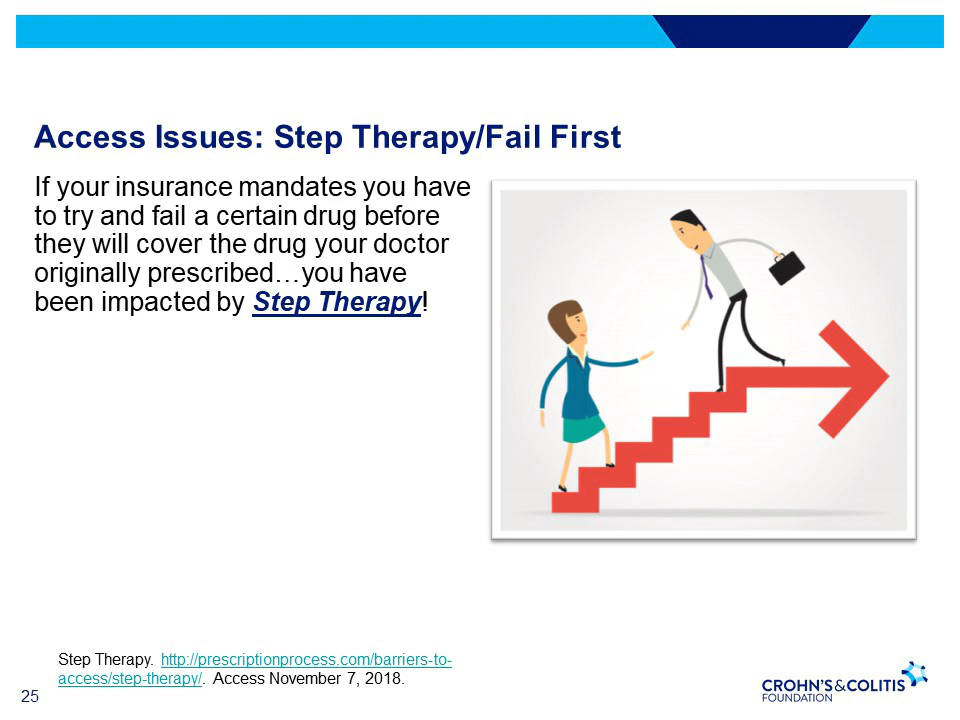 Access Issues: Step Therapy/Fail First
If your insurance mandates you have
to try and fail a certain drug before
they will cover the drug your doctor
originally prescribed…you have
been impacted by Step Therapy!
Step Therapy. http://prescriptionprocess.com/barriers-to-
access/step-therapy/. Access November 7, 2018.
25
CROHN'S & COLITIS
FOUNDATION